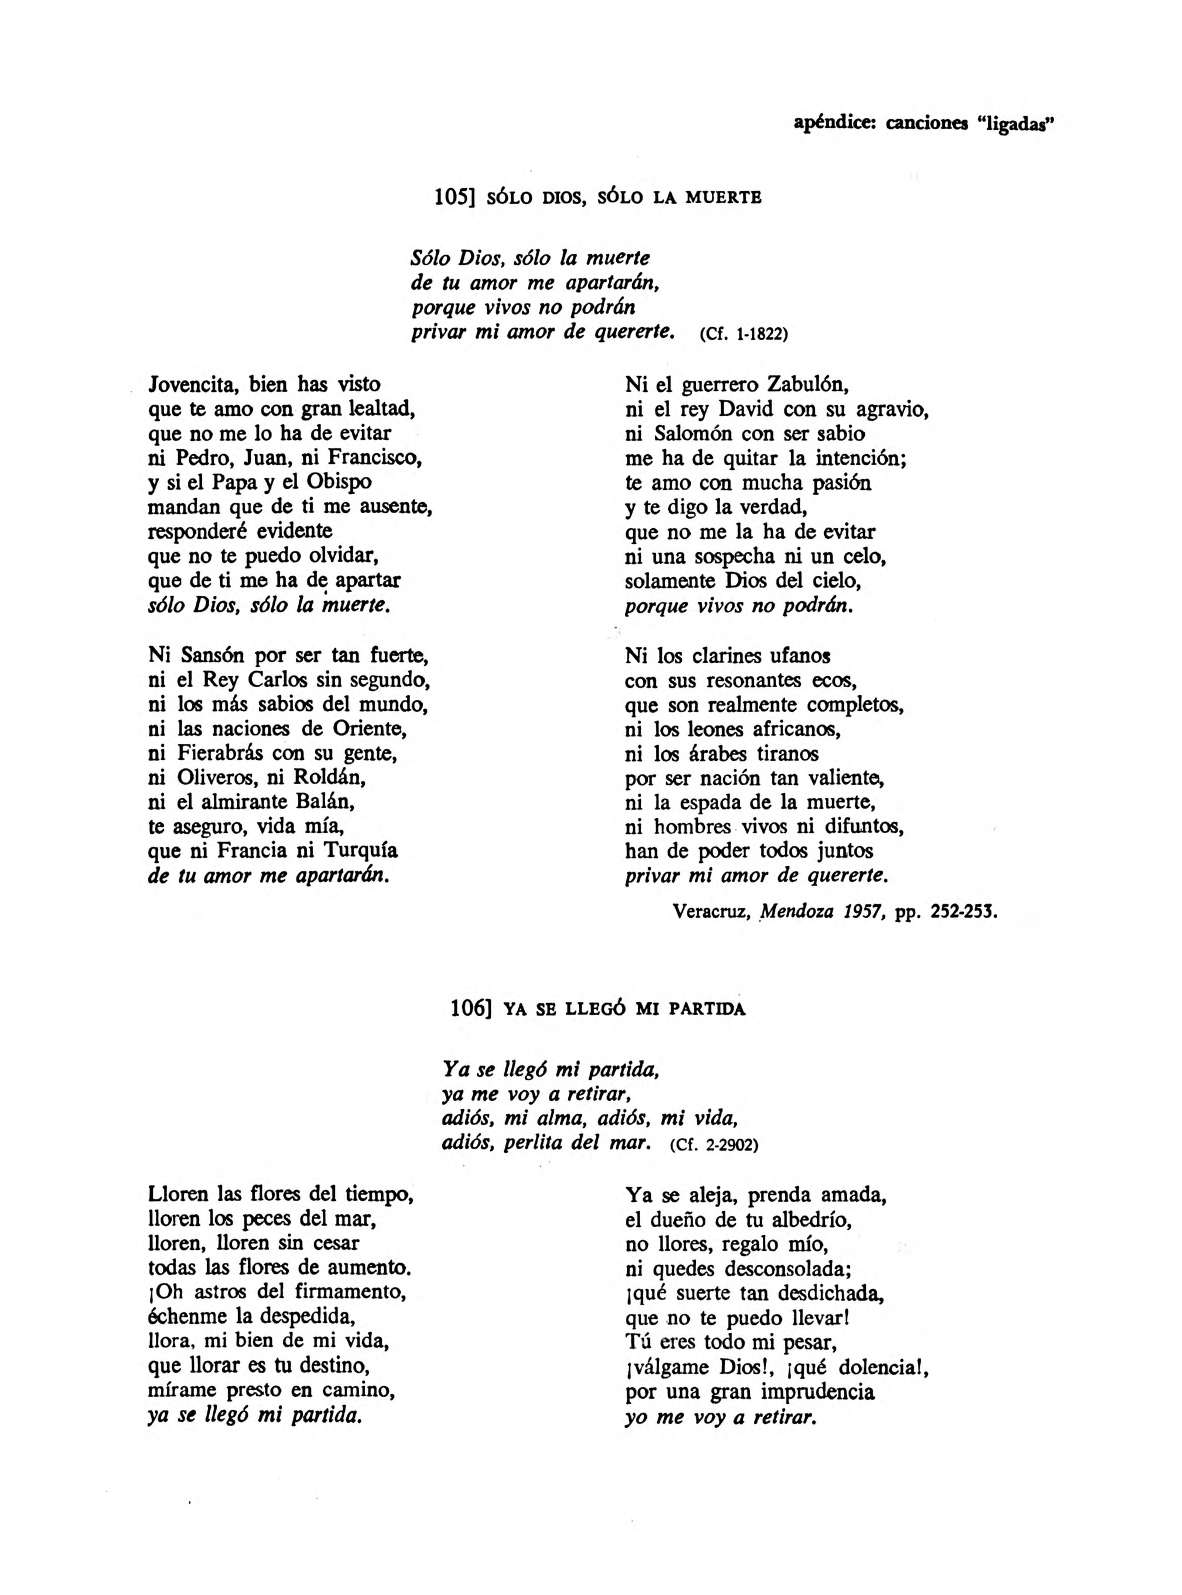 apéndice: canciones "ligadas"
105] SÓLO DIOS, SÓLO LA MUERTE
Sólo Dios, sólo la muerte
de tu amor me apartarán,
porque vivos no podrán
privar mi amor de quererte. (Cf. 1-1822)
Jovencita, bien has visto
que te amo con gran lealtad,
que no me lo ha de evitar
ni Pedro, Juan, ni Francisco,
y si el Papa y el Obispo
mandan que de ti me ausente,
responderé evidente
que no te puedo olvidar,
que de ti me ha de apartar
sólo Dios, sólo la muerte.
Ni Sansón por ser tan fuerte,
ni el Rey Carlos sin segundo,
ni los más sabios del mundo,
ni las naciones de Oriente,
ni Fierabrás con su gente,
ni Oliveros, ni Roldán,
ni el almirante Balán,
te aseguro, vida mía,
que ni Francia ni Turquía
de tu amor me apartarán.
Ni el guerrero Zabulón,
ni el rey David con su agravio,
ni Salomón con ser sabio
me ha de quitar la intención;
te amo con mucha pasión
y te digo la verdad,
que no me la ha de evitar
ni una sospecha ni un celo,
solamente Dios del cielo,
porque vivos no podrán.
Ni los clarines ufanos
con sus resonantes ecos,
que son realmente completos,
ni los leones africanos,
ni los árabes tiranos
por ser nación tan valiente,
ni la espada de la muerte,
ni hombres vivos ni difuntos,
han de poder todos juntos
privar mi amor de quererte.
Veracruz, Mendoza 1957, pp. 252-253.
106] YA SE LLEGÓ MI PARTIDA
Ya se llegó mi partida,
ya me voy a retirar,
adiós, mi alma, adiós, mi vida,
adiós, perlita del mar. (Cf. 2-2902)
Lloren las flores del tiempo,
lloren los peces del mar,
lloren, lloren sin cesar
todas las flores de aumento.
¡Oh astros del firmamento,
échenme la despedida,
llora, mi bien de mi vida,
que llorar es tu destino,
mírame presto en camino,
ya se llegó mi partida.
Ya se aleja, prenda amada,
el dueño de tu albedrío,
no llores, regalo mío,
ni quedes desconsolada;
¡qué suerte tan desdichada,
que no te puedo llevar!
Tú eres todo mi pesar,
¡válgame Dios!, ¡qué dolencia!,
por una gran imprudencia
yo me voy a retirar.